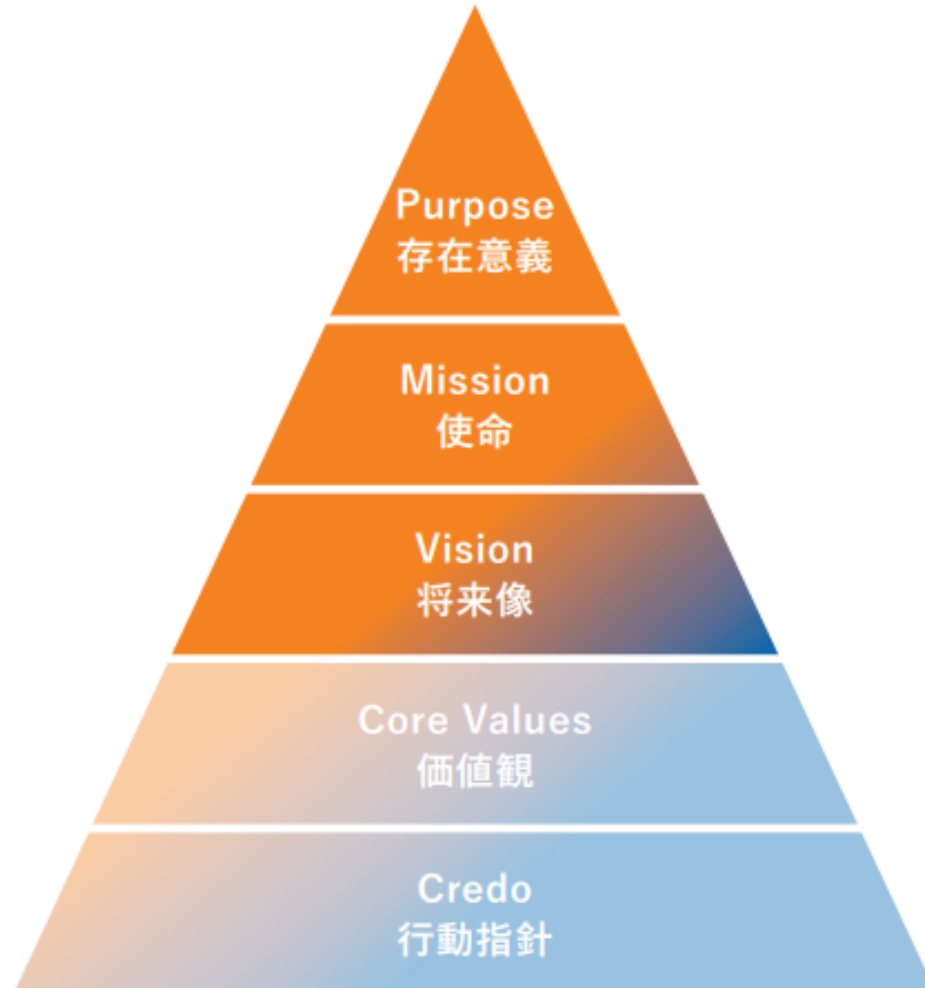 Purpose
存在意義
Mission
使命
Vision
将来像
Core Values
価値観
Credo
行動指針